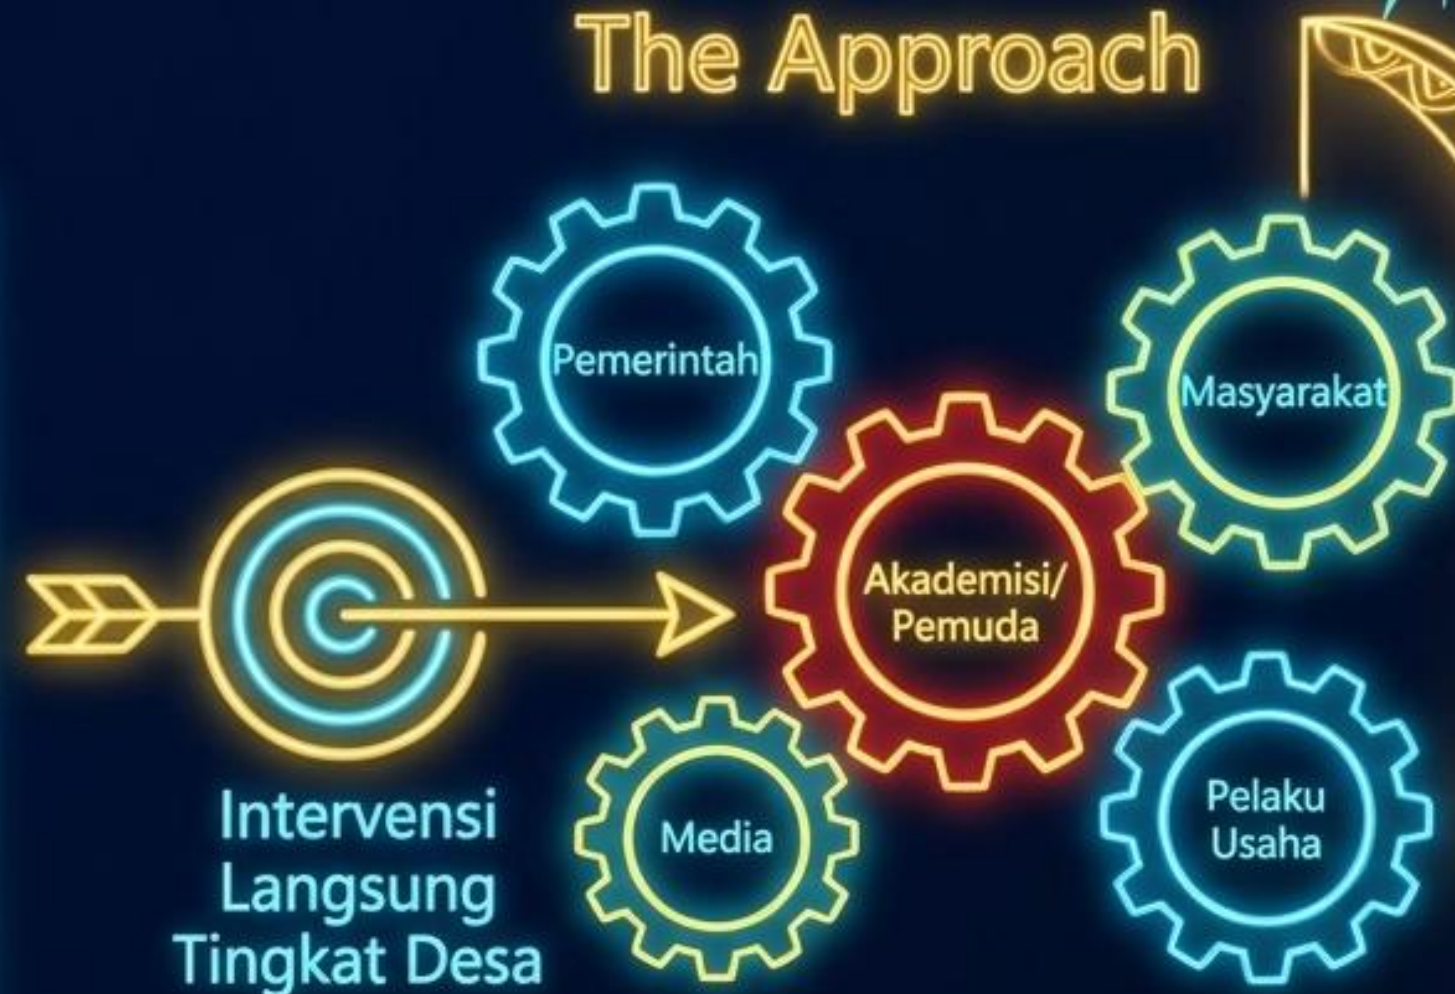 The Approach
Pemerintah
Masyarakat
Akademisi/
Pemuda
Media
Pelaku
Usaha
Intervensi
Langsung
Tingkat Desa